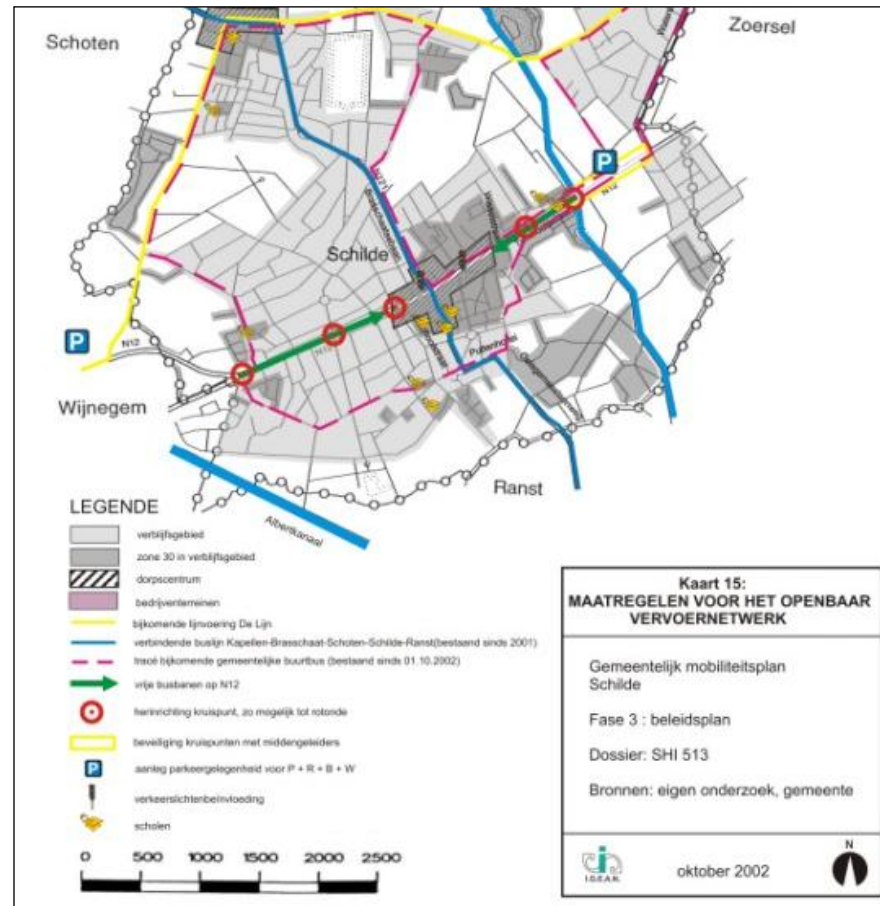 Schoten
Zoersel
N121
Brasschaatsebaan
Schilde
N12
P
N12
P
N12
Wijnegem
Puttenhoflei
Ranst
Albertkanaal
LEGENDE
verblijfsgebied
zone 30 in verblijfsgebied
dorpscentrum
bedrijventerreinen
bijkomende lijnvoering De Lijn
verbindende buslijn Kapellen-Brasschaat-Schoten-Schilde-Ranst(bestaand sinds 2001)
tracé bijkomende gemeentelijke buurtbus (bestaand sinds 01.10.2002)
vrije busbanen op N12
herinrichting kruispunt, zo mogelijk tot rotonde
beveiliging kruispunten met middengeleiders
P
aanleg parkeergelegenheid voor P + R + B + W
verkeerslichtenbeïnvloeding
scholen
0 500 1000 1500 2000 2500
Kaart 15:
MAATREGELEN VOOR HET OPENBAAR
VERVOERNETWERK
Gemeentelijk mobiliteitsplan
Schilde
Fase 3 : beleidsplan
Dossier: SHI 513
Bronnen: eigen onderzoek, gemeente
I.G.E.A.N.
oktober 2002
N